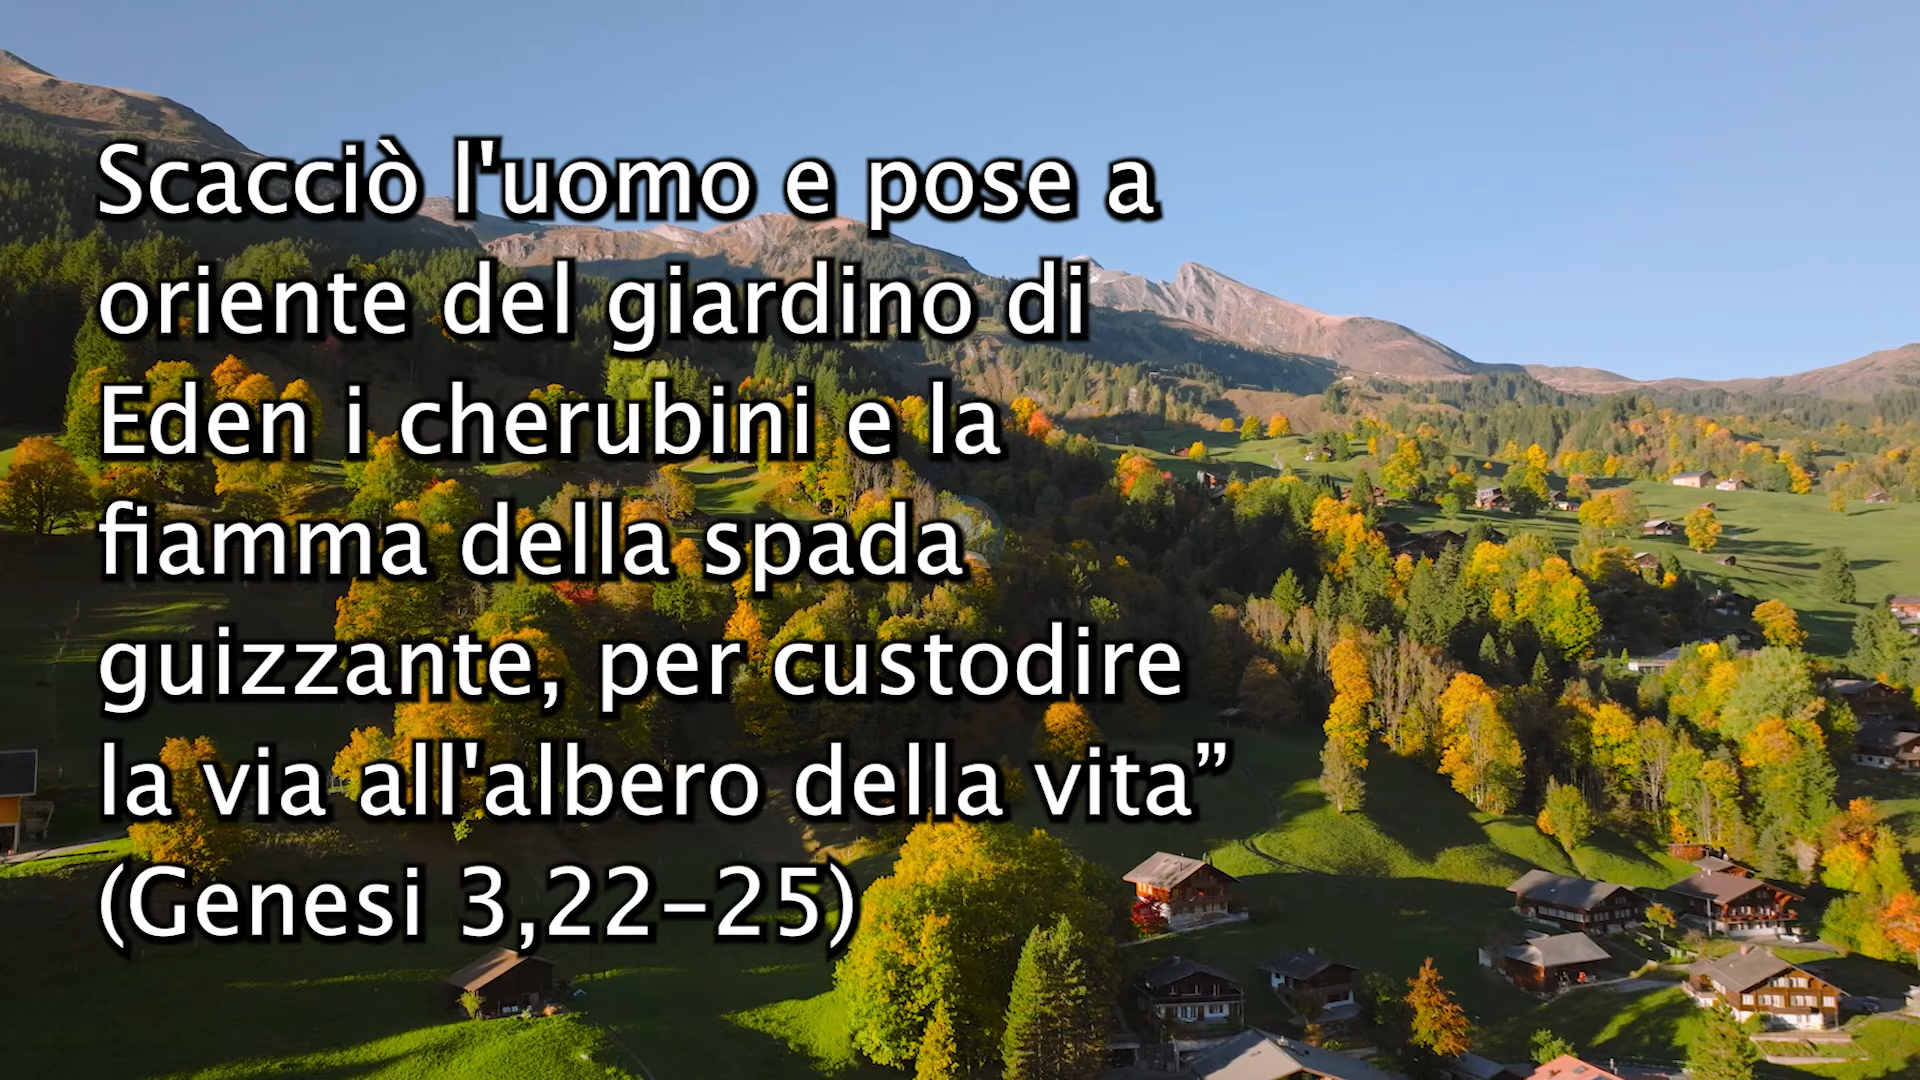 Scacciò l'uomo e pose a
oriente del giardino di
Eden i cherubini e la
fiamma della spada
guizzante, per custodire
la via all'albero della vita”
(Genesi 3,22-25)